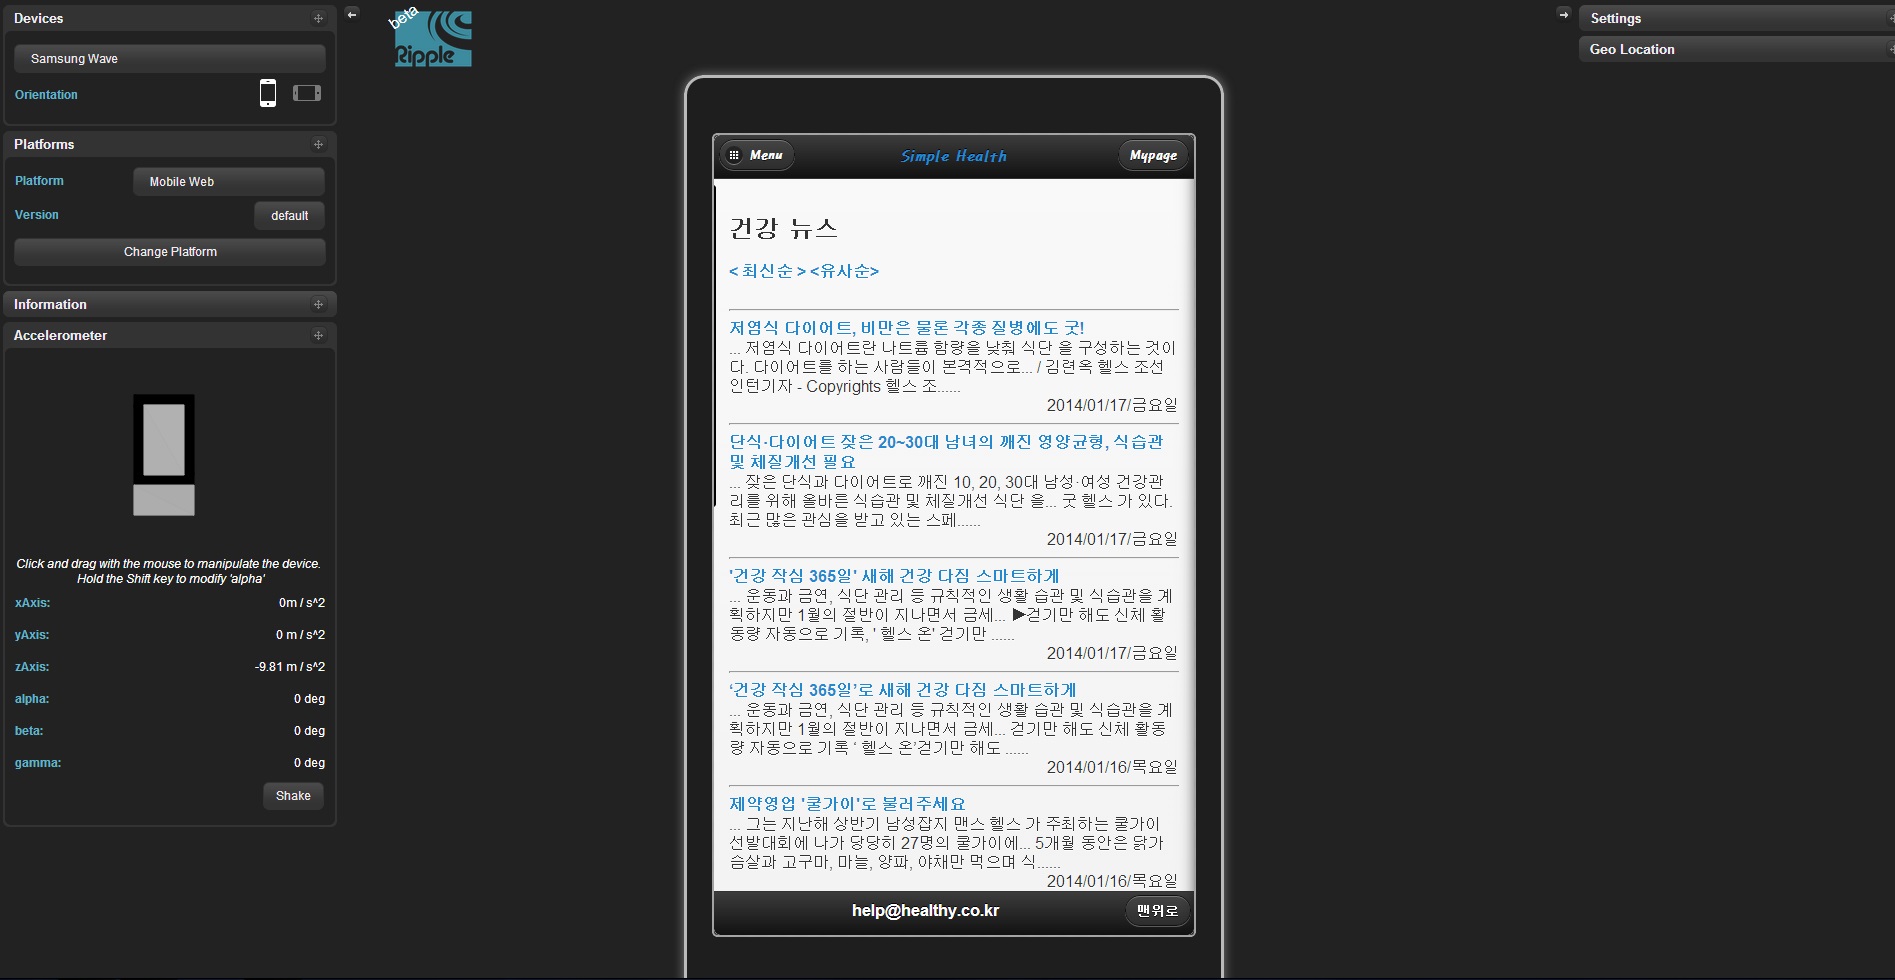 Devices
Samsung Wave
Orientation
Platforms
Platform
Mobile Web
Version
default
Change Platform
Information
Accelerometer
Click and drag with the mouse to manipulate the device.
Hold the Shift key to modify 'alpha'
xAxis: 0m / s^2
yAxis: 0 m / s^2
zAxis: -9.81 m / s^2
alpha: 0 deg
beta: 0 deg
gamma: 0 deg
Shake
beta
Ripple
Menu
Simple Health
Mypage
건강 뉴스
< 최신순 > <유사순>
저염식 다이어트, 비만은 물론 각종 질병에도 굿!
... 저염식 다이어트란 나트륨 함량을 낮춰 식단 을 구성하는 것이
다. 다이어트를 하는 사람들이 본격적으로... / 김련옥 헬스 조선
인턴기자 - Copyrights 헬스 조......
2014/01/17/금요일
단식·다이어트 잦은 20~30대 남녀의 깨진 영양균형, 식습관
및 체질개선 필요
... 잦은 단식과 다이어트로 깨진 10, 20, 30대 남성·여성 건강관
리를 위해 올바른 식습관 및 체질개선 식단 을... 굿 헬스 가 있다.
최근 많은 관심을 받고 있는 스페......
2014/01/17/금요일
'건강 작심 365일' 새해 건강 다짐 스마트하게
... 운동과 금연, 식단 관리 등 규칙적인 생활 습관 및 식습관을 계
획하지만 1월의 절반이 지나면서 금세... ▶걷기만 해도 신체 활
동량 자동으로 기록, ' 헬스 온' 걷기만 ......
2014/01/17/금요일
‘건강 작심 365일’로 새해 건강 다짐 스마트하게
... 운동과 금연, 식단 관리 등 규칙적인 생활 습관 및 식습관을 계
획하지만 1월의 절반이 지나면서 금세... 걷기만 해도 신체 활동
량 자동으로 기록 ‘ 헬스 온’걷기만 해도 ......
2014/01/16/목요일
제약영업 '쿨가이'로 불러주세요
... 그는 지난해 상반기 남성잡지 맨스 헬스 가 주최하는 쿨가이
선발대회에 나가 당당히 27명의 쿨가이에... 5개월 동안은 닭가
슴살과 고구마, 마늘, 양파, 야채만 먹으며 식......
2014/01/16/목요일
help@healthy.co.kr
맨위로
Settings
Geo Location